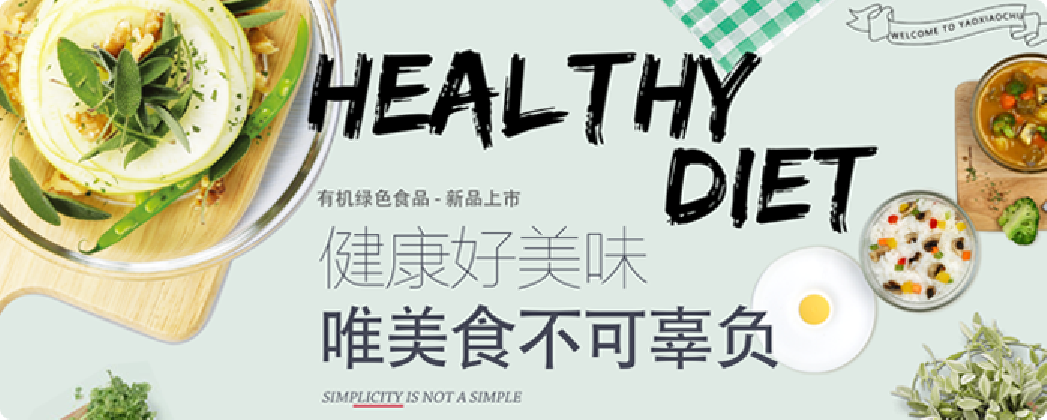 WELCOME TO YAOXIAOCHU
HEALTHY
DIET
有机绿色食品 - 新品上市
健康好美味
唯美食不可辜负
SIMPLICITY IS NOT A SIMPLE